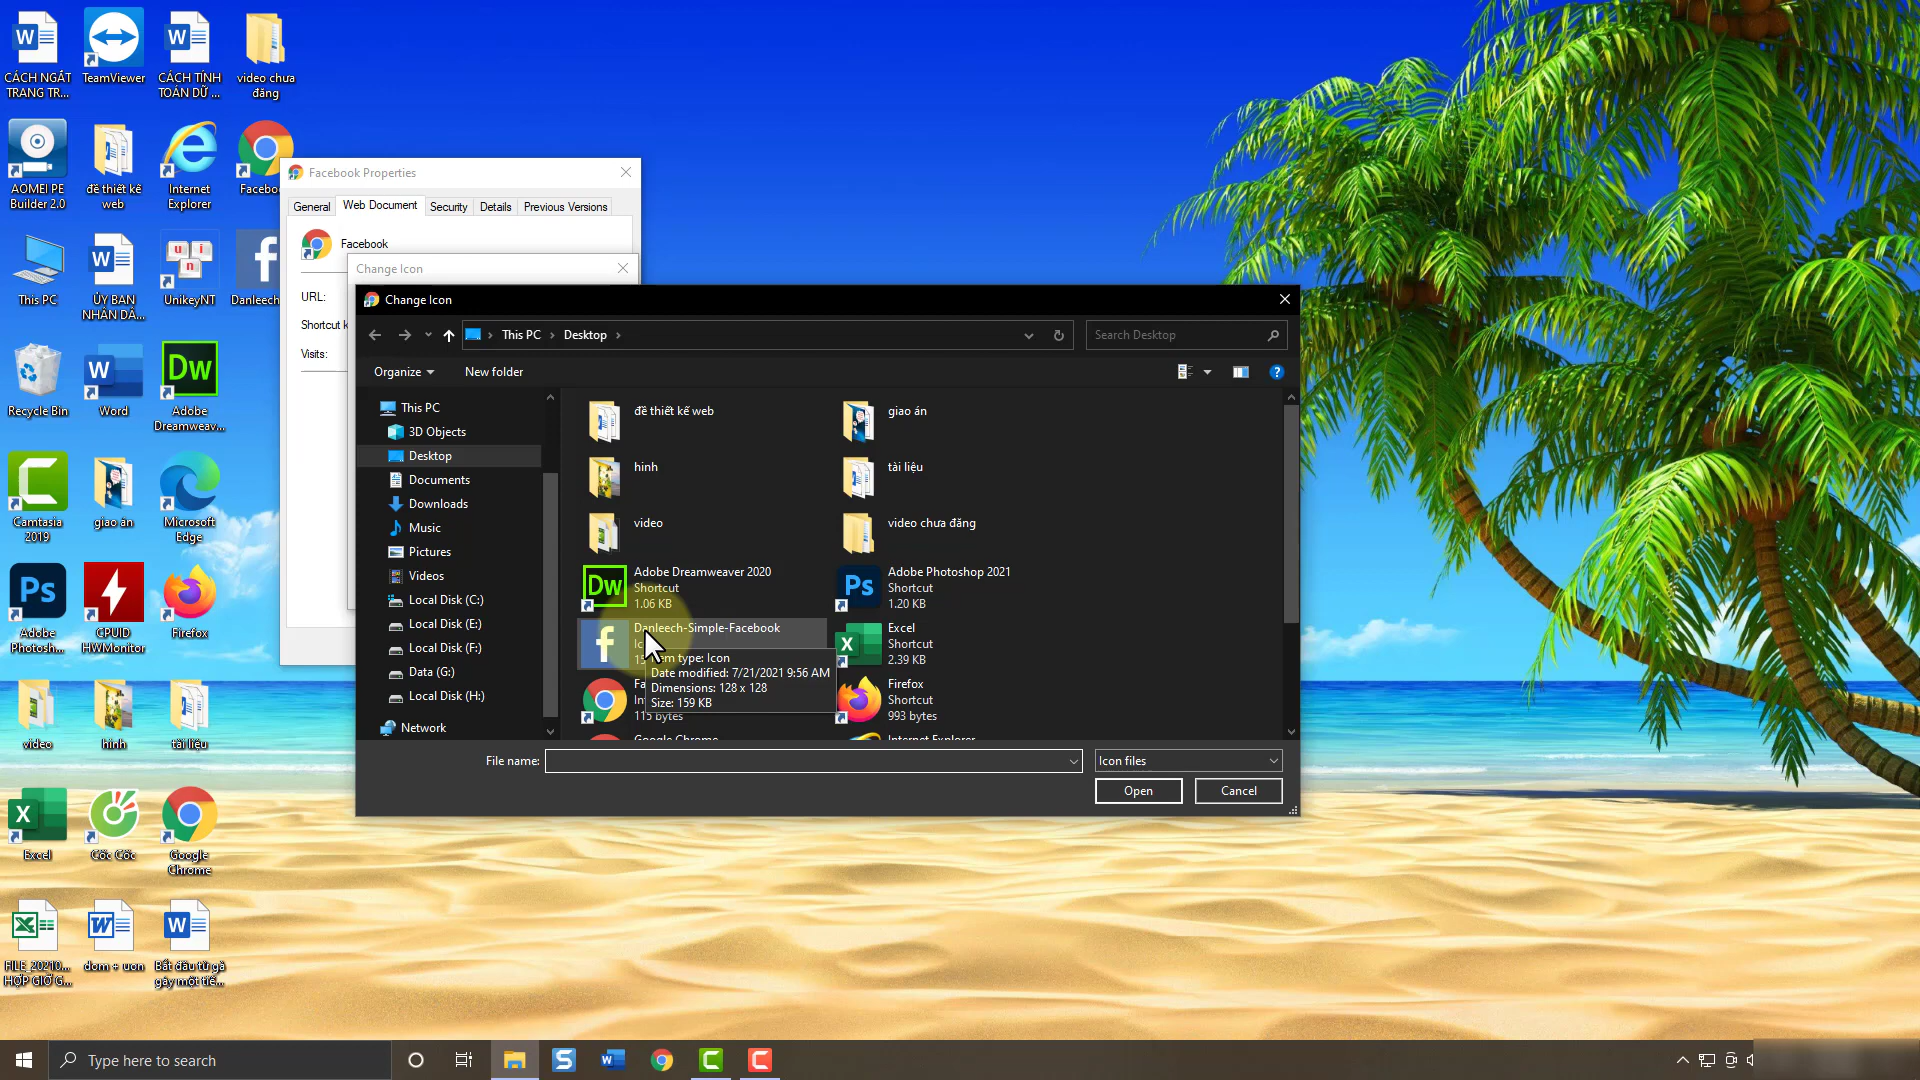 CÁCH NGẮT
TRANG TR...
TeamViewer
CÁCH TÍNH
TOÁN DỮ ...
video chưa
đăng
AOMEI PE
Builder 2.0
đề thiết kế
web
Internet
Explorer
This PC
ỦY BAN
NHÂN DÂ...
UnikeyNT
Danleech
Recycle Bin
Word
Adobe
Dreamweav...
Camtasia
2019
giao án
Microsoft
Edge
Adobe
Photosh...
CPUID
HWMonitor
Firefox
video
hình
tài liệu
Excel
Cốc Cốc
Google
Chrome
FILE_20210...
HỢP GIỜ G...
dom + uon
Bắt đầu từ gà
gáy một tiế...
Facebook Properties
General
Web Document
Security
Details
Previous Versions
Facebook
URL:
Shortcut k
Visits:
Change Icon
Change Icon
This PC
Desktop
Search Desktop
Organize
New folder
This PC
3D Objects
Desktop
Documents
Downloads
Music
Pictures
Videos
Local Disk (C:)
Local Disk (E:)
Local Disk (F:)
Data (G:)
Local Disk (H:)
Network
đề thiết kế web
giao án
hình
tài liệu
video
video chưa đăng
Adobe Dreamweaver 2020
Shortcut
1.06 KB
Adobe Photoshop 2021
Shortcut
1.20 KB
Danleech-Simple-Facebook
Item type: Icon
Date modified: 7/21/2021 9:56 AM
Dimensions: 128 x 128
Size: 159 KB
Excel
Shortcut
2.39 KB
115 bytes
Firefox
Shortcut
993 bytes
Google Chrome
Internet Explorer
File name:
Icon files
Open
Cancel
Type here to search